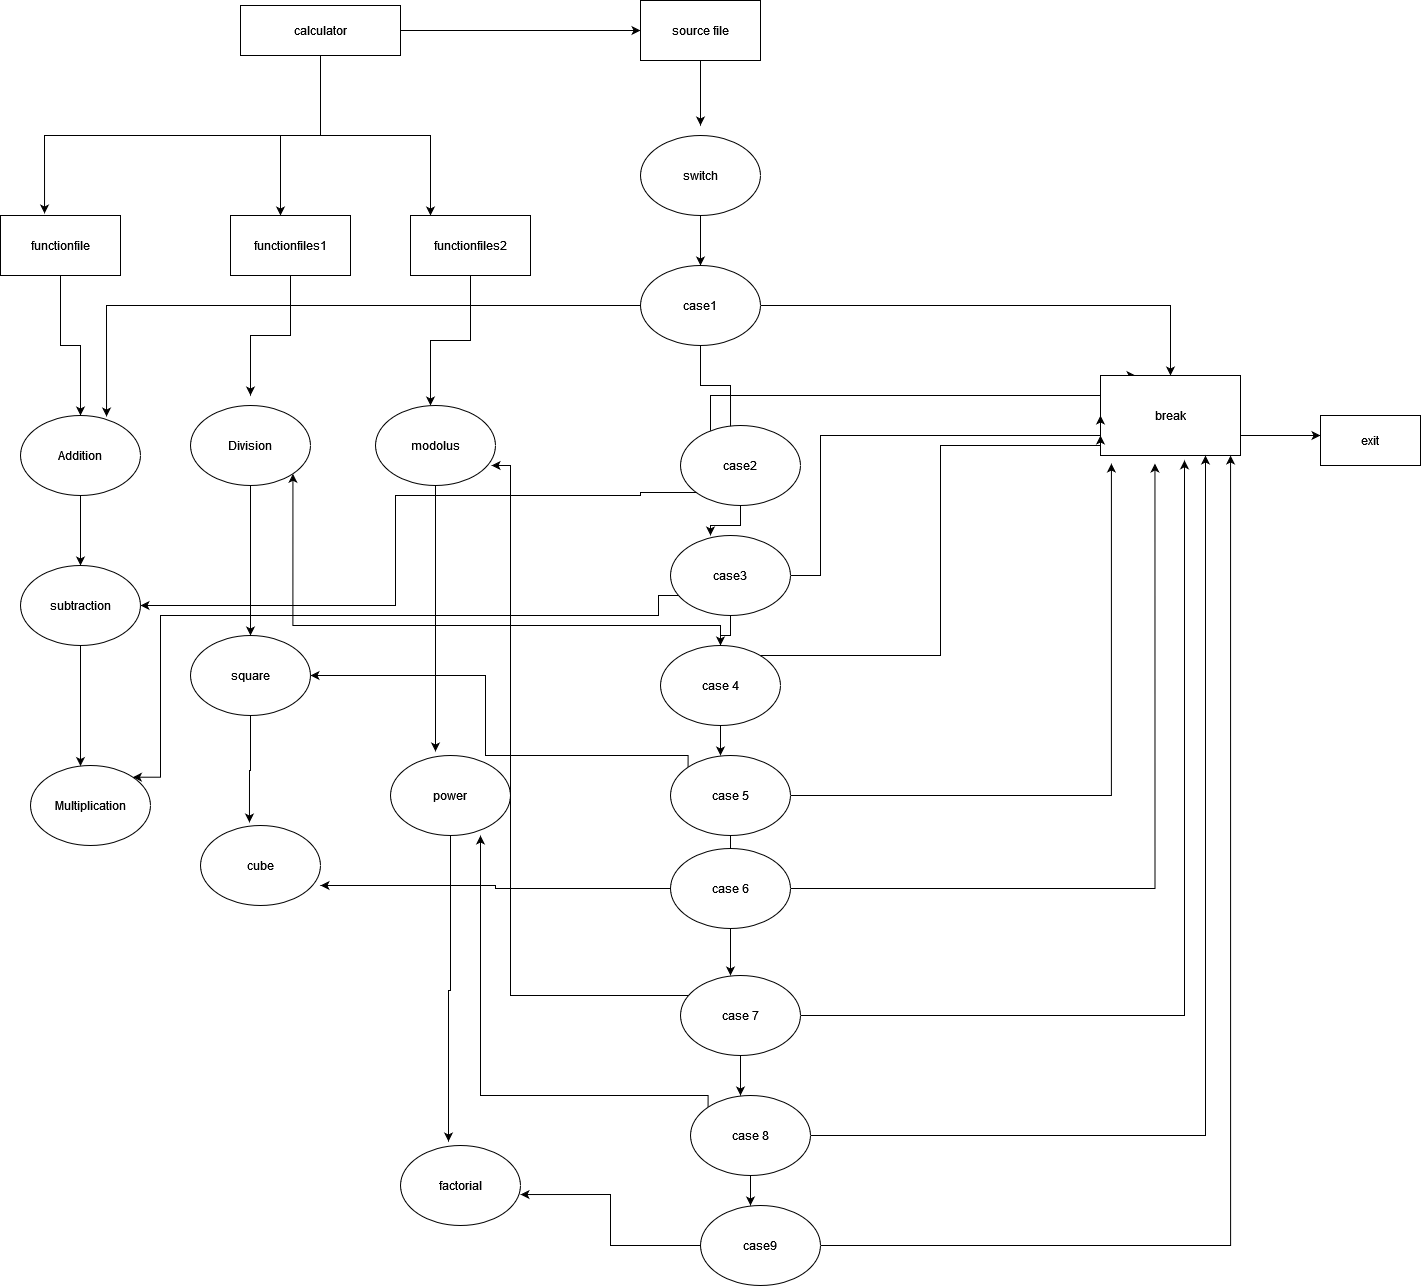 calculator
source file
switch
functionfile
functionfiles1
functionfiles2
case1
break
exit
Addition
Division
modolus
case2
case3
subtraction
square
case 4
power
case 5
Multiplication
cube
case 6
case 7
case 8
factorial
case9